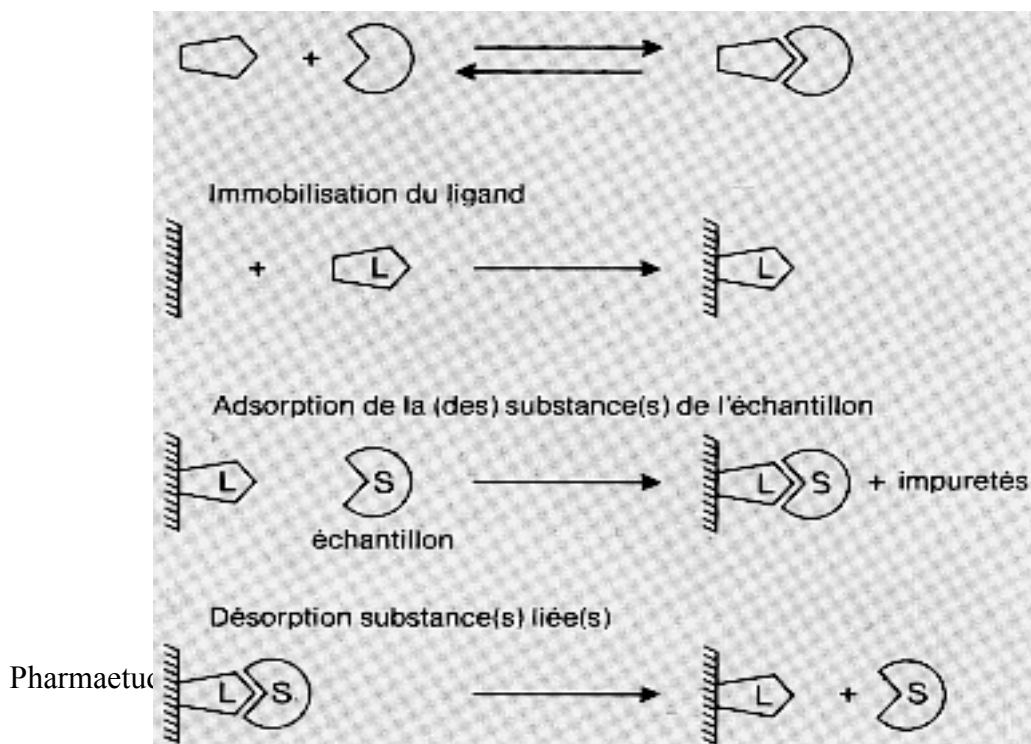 +
Immobilisation du ligand
+ L L
Adsorption de la (des) substance(s) de l'échantillon
L S L S + impuretés
échantillon
Désorption substance(s) liée(s)
Pharmaetud L S L + S